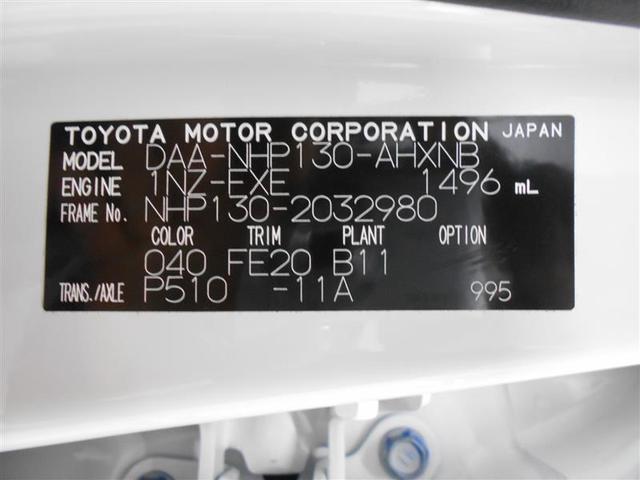 TOYOTA MOTOR CORPORATION JAPAN
MODEL DAA-NHP130-AHXNB
ENGINE 1NZ-EXE 1496 mL
FRAME No. NHP130-2032980
COLOR TRIM PLANT OPTION
040 FE20 B11
TRANS./AXLE P510 -11A 995